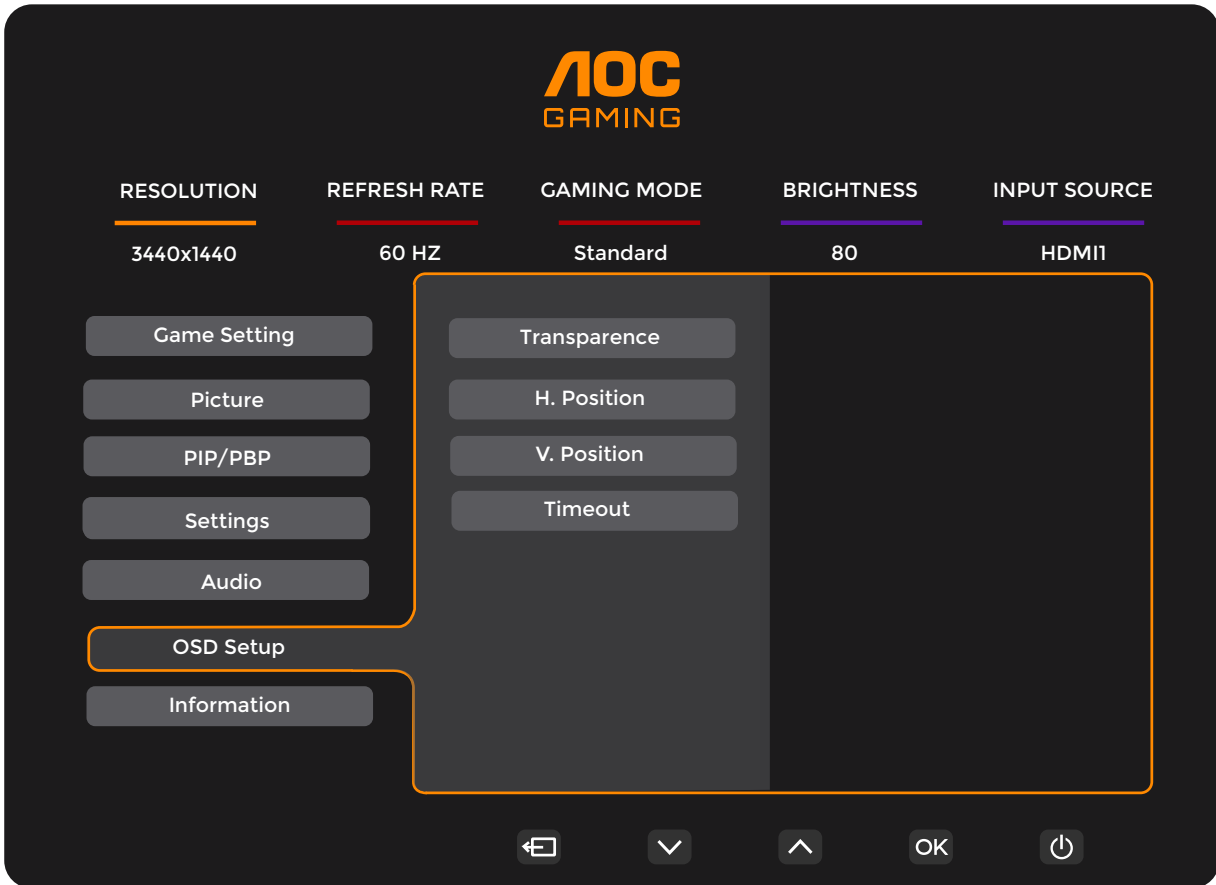 AOC
GAMING
RESOLUTION REFRESH RATE GAMING MODE BRIGHTNESS INPUT SOURCE
3440x1440 60 HZ Standard 80 HDMI1
Game Setting
Picture
PIP/PBP
Settings
Audio
OSD Setup
Information
Transparence
H. Position
V. Position
Timeout
OK